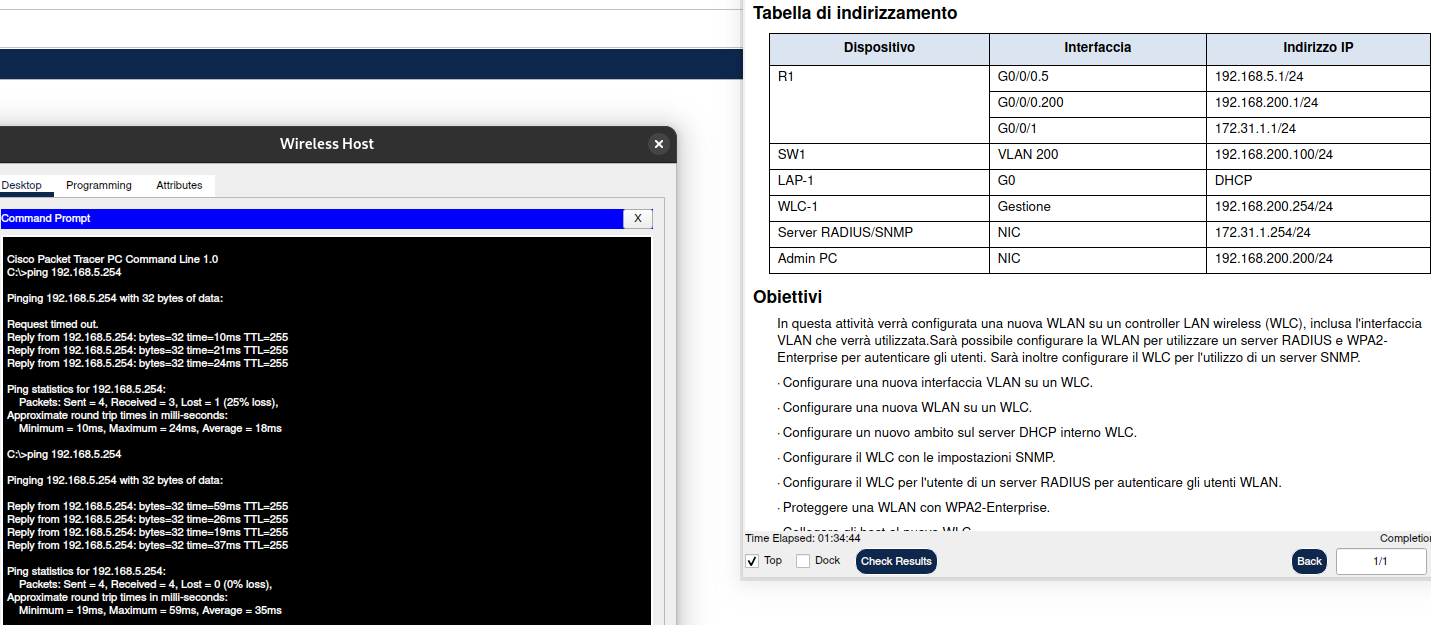 Wireless Host
Desktop Programming Attributes
Command Prompt X
Cisco Packet Tracer PC Command Line 1.0
C:\>ping 192.168.5.254
Pinging 192.168.5.254 with 32 bytes of data:
Request timed out.
Reply from 192.168.5.254: bytes=32 time=10ms TTL=255
Reply from 192.168.5.254: bytes=32 time=21ms TTL=255
Reply from 192.168.5.254: bytes=32 time=24ms TTL=255
Ping statistics for 192.168.5.254:
Packets: Sent = 4, Received = 3, Lost = 1 (25% loss),
Approximate round trip times in milli-seconds:
Minimum = 10ms, Maximum = 24ms, Average = 18ms
C:\>ping 192.168.5.254
Pinging 192.168.5.254 with 32 bytes of data:
Reply from 192.168.5.254: bytes=32 time=59ms TTL=255
Reply from 192.168.5.254: bytes=32 time=26ms TTL=255
Reply from 192.168.5.254: bytes=32 time=19ms TTL=255
Reply from 192.168.5.254: bytes=32 time=37ms TTL=255
Ping statistics for 192.168.5.254:
Packets: Sent = 4, Received = 4, Lost = 0 (0% loss),
Approximate round trip times in milli-seconds:
Minimum = 19ms, Maximum = 59ms, Average = 35ms
Tabella di indirizzamento
Dispositivo Interfaccia Indirizzo IP
R1 G0/0/0.5 192.168.5.1/24
G0/0/0.200 192.168.200.1/24
G0/0/1 172.31.1.1/24
SW1 VLAN 200 192.168.200.100/24
LAP-1 G0 DHCP
WLC-1 Gestione 192.168.200.254/24
Server RADIUS/SNMP NIC 172.31.1.254/24
Admin PC NIC 192.168.200.200/24
Obiettivi
In questa attività verrà configurata una nuova WLAN su un controller LAN wireless (WLC), inclusa l'interfaccia
VLAN che verrà utilizzata.Sarà possibile configurare la WLAN per utilizzare un server RADIUS e WPA2-
Enterprise per autenticare gli utenti. Sarà inoltre configurare il WLC per l'utilizzo di un server SNMP.
· Configurare una nuova interfaccia VLAN su un WLC.
· Configurare una nuova WLAN su un WLC.
· Configurare un nuovo ambito sul server DHCP interno WLC.
· Configurare il WLC con le impostazioni SNMP.
· Configurare il WLC per l'utente di un server RADIUS per autenticare gli utenti WLAN.
· Proteggere una WLAN con WPA2-Enterprise.
Time Elapsed: 01:34:44 Completion
Top Dock Check Results Back 1/1